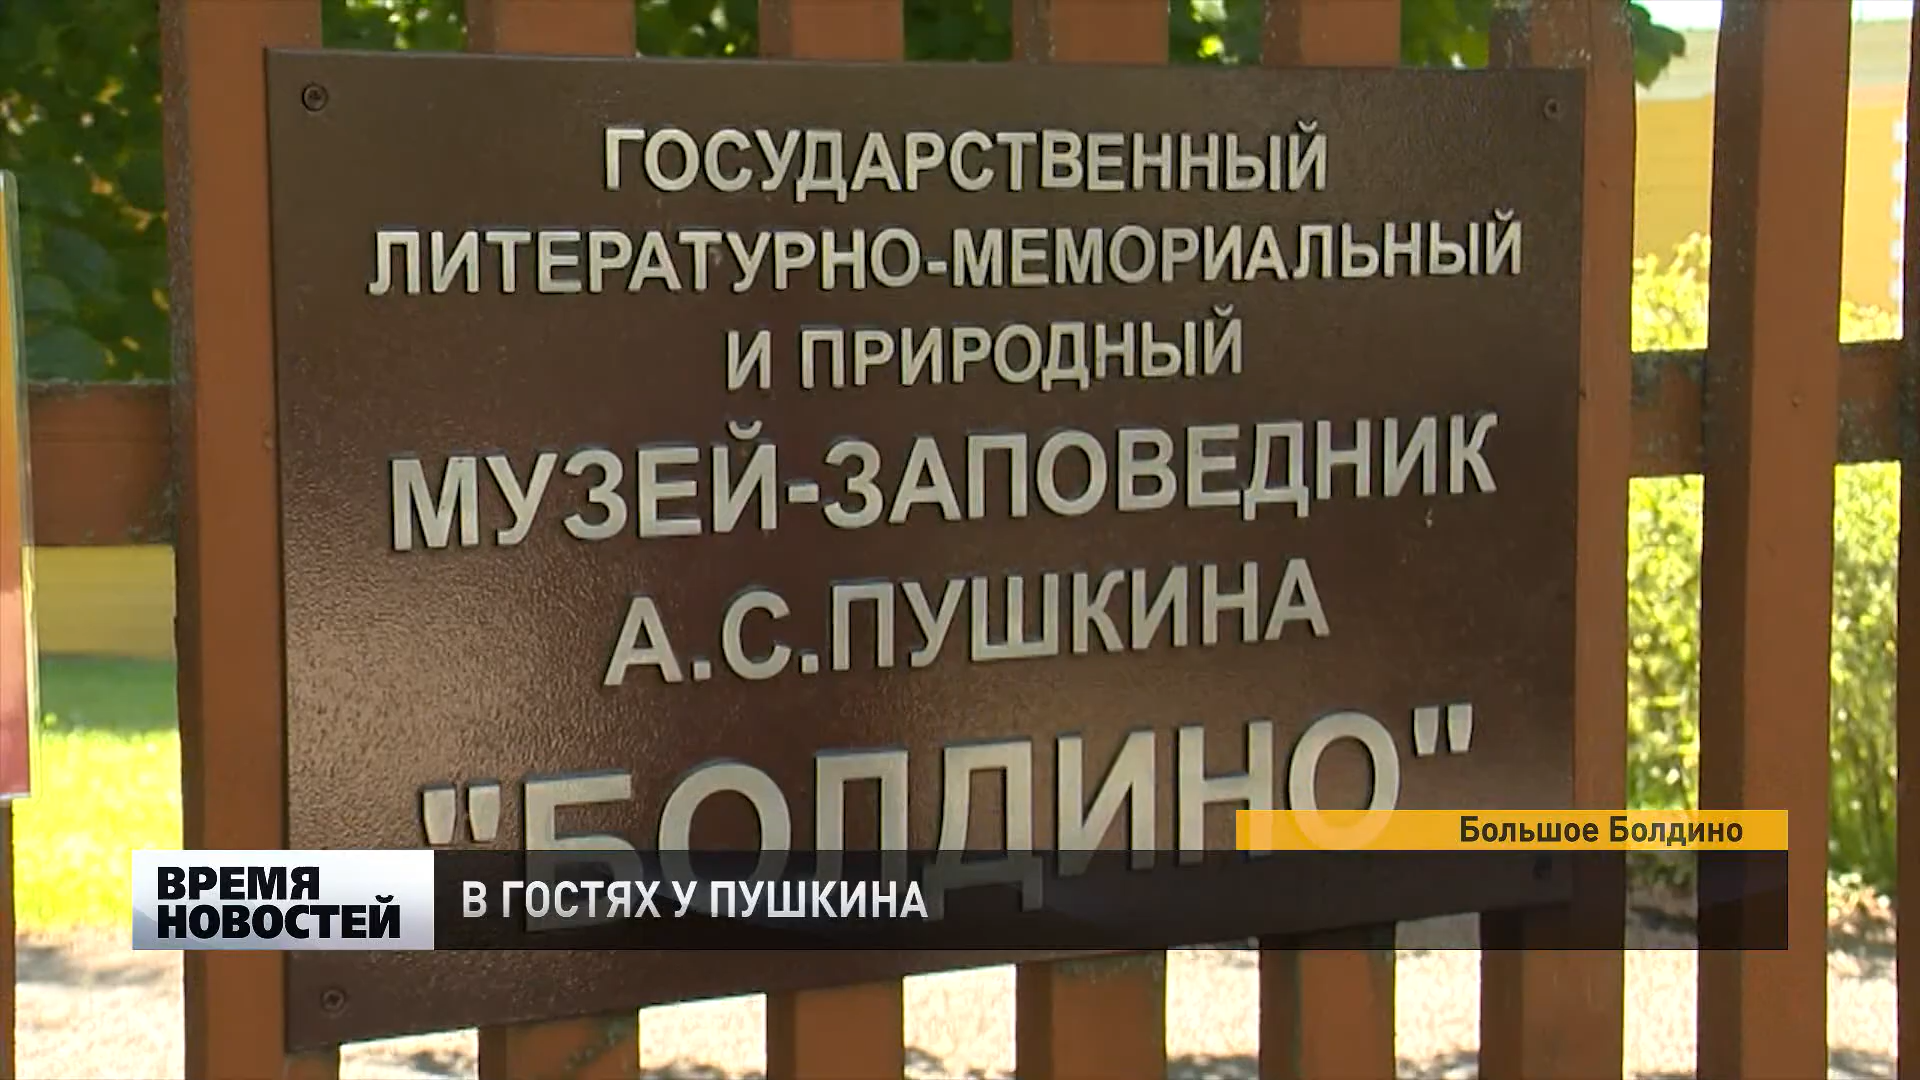 ГОСУДАРСТВЕННЫЙ
ЛИТЕРАТУРНО-МЕМОРИАЛЬНЫЙ
И ПРИРОДНЫЙ
МУЗЕЙ-ЗАПОВЕДНИК
А.С.ПУШКИНА
"БОЛДИНО"
Большое Болдино
ВРЕМЯ
НОВОСТЕЙ
В ГОСТЯХ У ПУШКИНА